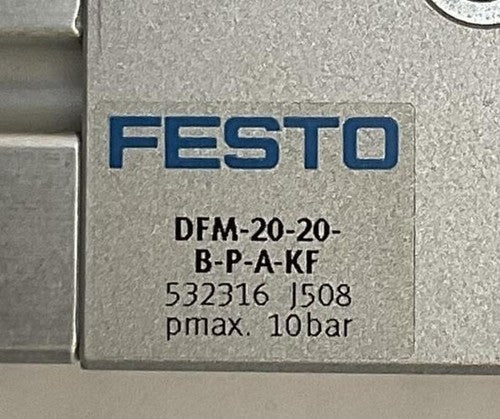 FESTO
DFM-20-20-
B-P-A-KF
532316 J508
pmax. 10bar